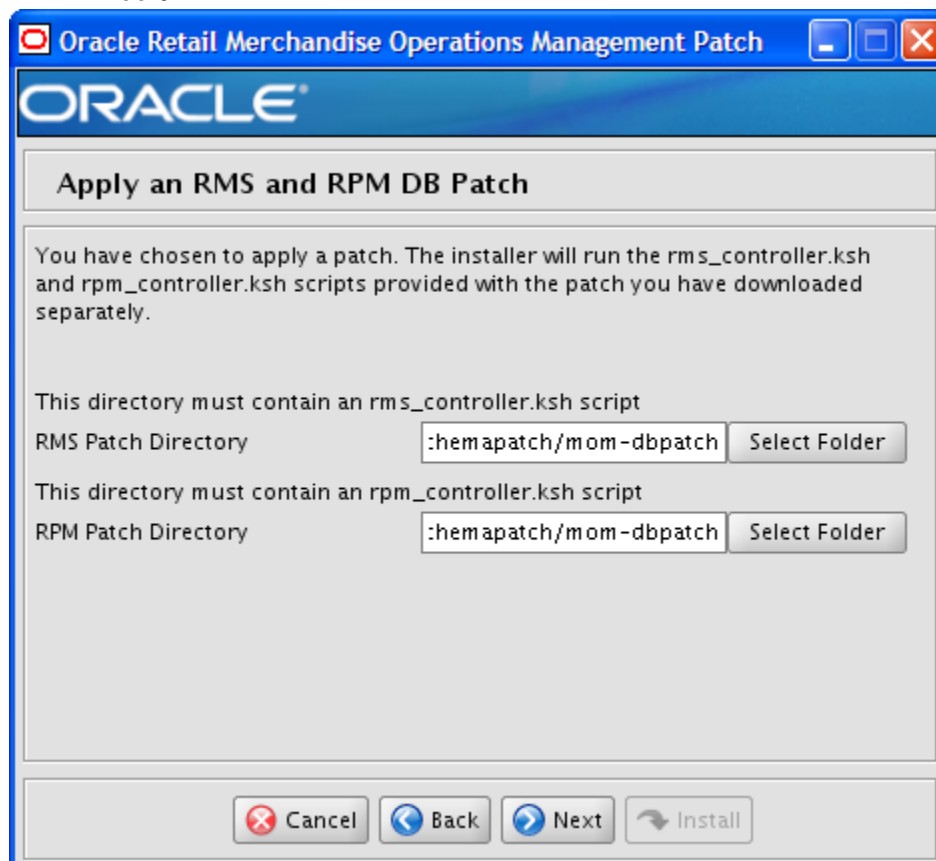 Oracle Retail Merchandise Operations Management Patch
ORACLE
Apply an RMS and RPM DB Patch
You have chosen to apply a patch. The installer will run the rms_controller.ksh
and rpm_controller.ksh scripts provided with the patch you have downloaded
separately.
This directory must contain an rms_controller.ksh script
RMS Patch Directory :hemapatch/mom-dbpatch Select Folder
This directory must contain an rpm_controller.ksh script
RPM Patch Directory :hemapatch/mom-dbpatch Select Folder
Cancel Back Next Install